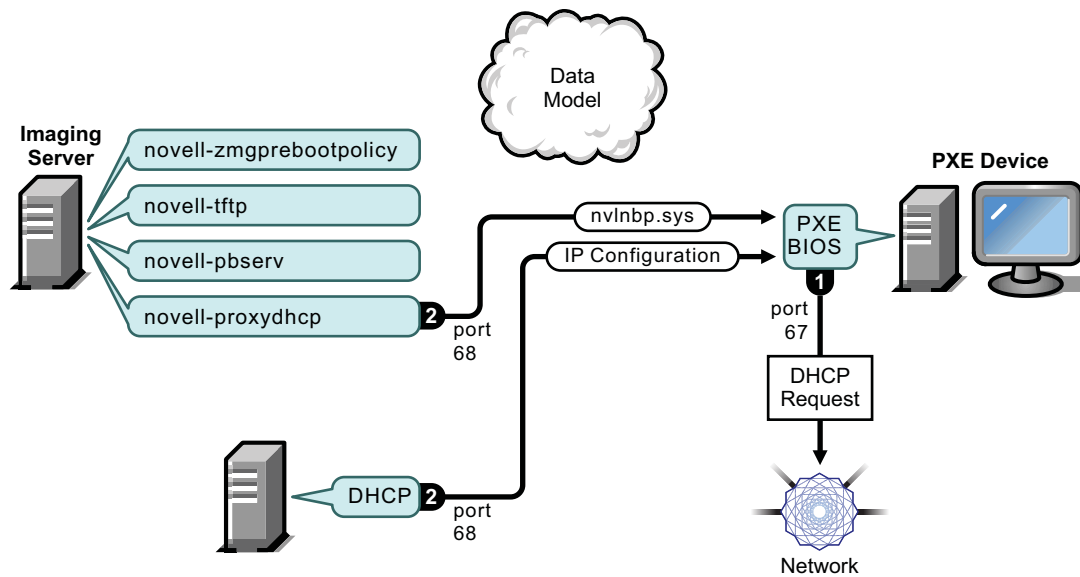 Data
Model
Imaging
Server
novell-zmgprebootpolicy
novell-tftp
novell-pbserv
novell-proxydhcp
2
port
68
nvlnbp.sys
IP Configuration
PXE
BIOS
PXE Device
1
port
67
DHCP
Request
Network
DHCP
2
port
68